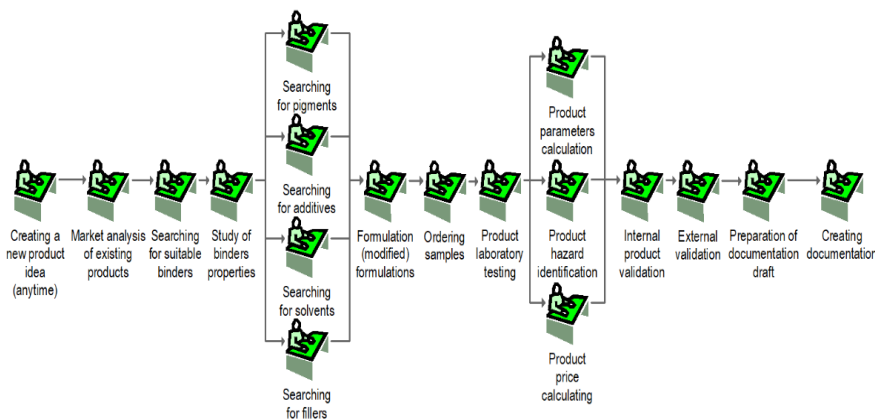 Creating a
new product
idea
(anytime)
Market analysis
of existing
products
Searching
for suitable
binders
Study of
binders
properties
Searching
for pigments
Searching
for additives
Searching
for solvents
Searching
for fillers
Formulation
(modified)
formulations
Ordering
samples
Product
laboratory
testing
Product
parameters
calculation
Product
hazard
identification
Product
price
calculating
Internal
product
validation
External
validation
Preparation of
documentation
draft
Creating
documentation